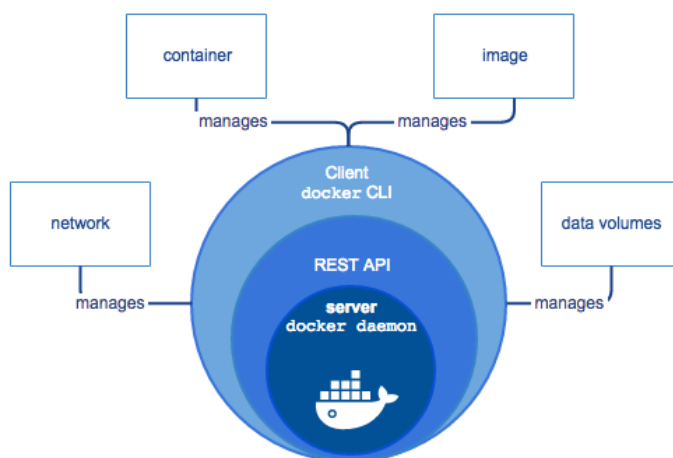 container
image
manages
manages
Client
docker CLI
network
data volumes
REST API
manages
server
manages
docker daemon